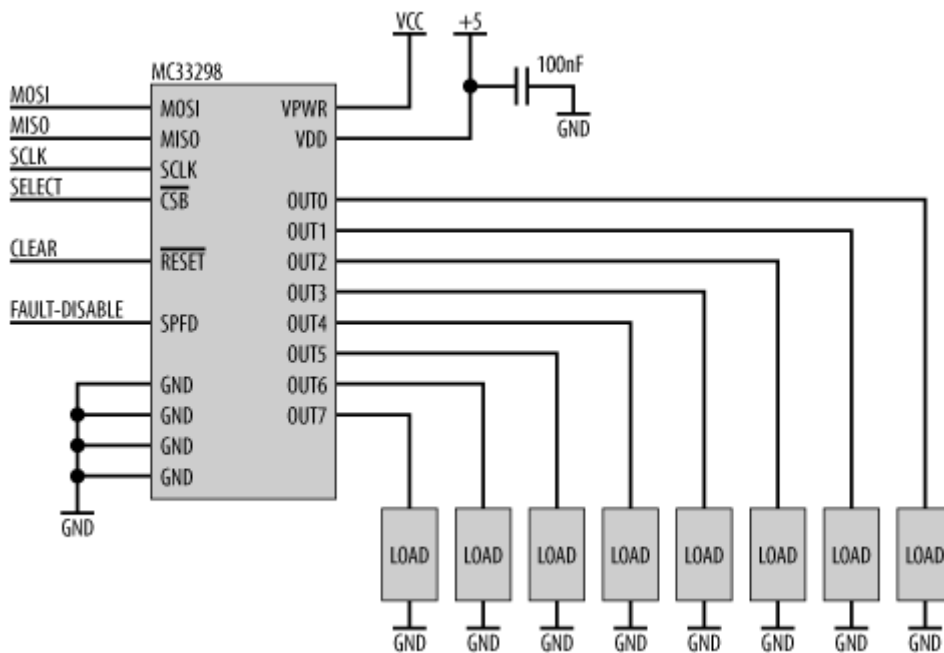 VCC +5
MC33298 100nF
MOSI MOSI VPWR GND
MISO MISO VDD
SCLK SCLK
SELECT CSB OUT0
OUT1
CLEAR RESET OUT2
OUT3
FAULT-DISABLE SPFD OUT4
OUT5
GND OUT6
GND OUT7
GND
GND
GND
LOAD LOAD LOAD LOAD LOAD LOAD LOAD LOAD
GND GND GND GND GND GND GND GND